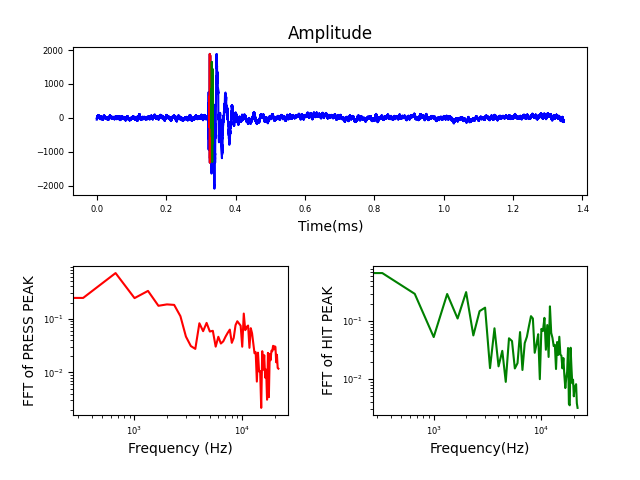 Amplitude
2000
1000
0
−1000
−2000
0.0 0.2 0.4 0.6 0.8 1.0 1.2 1.4
Time(ms)
FFT of PRESS PEAK
10⁻¹
10⁻²
10³ 10⁴
Frequency (Hz)
FFT of HIT PEAK
10⁻¹
10⁻²
10³ 10⁴
Frequency(Hz)